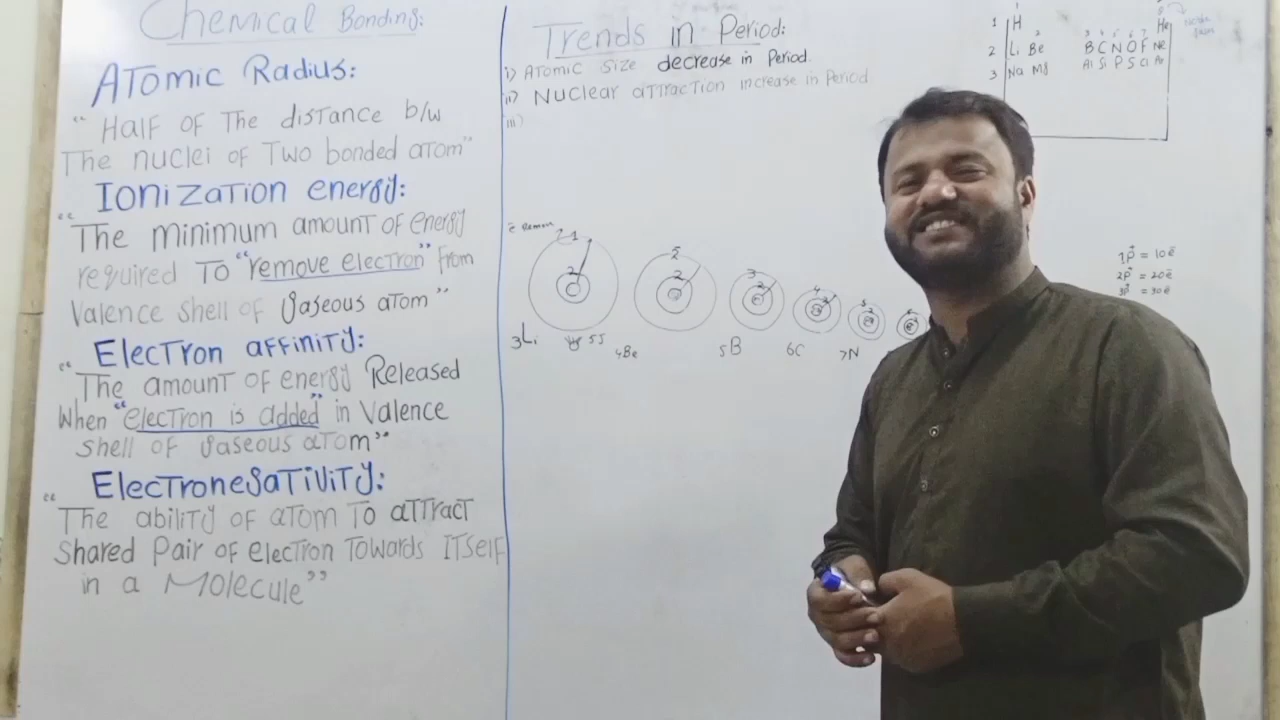 Chemical Bonding:
Atomic Radius:
"Half of The distance b/w
The nuclei of Two bonded atom"
Ionization energy:
"The minimum amount of energy
required To "remove electron" from
Valence shell of gaseous atom"
Electron affinity:
"The amount of energy Released
When "electron is added" in Valence
shell of gaseous atom"
Electronegativity:
"The ability of atom To attract
shared Pair of electron Towards Itself
in a Molecule"
Trends in Period:
i) Atomic size decrease in Period.
ii) Nuclear attraction increase in Period
iii)
1 H He
2 Li Be B C N O F Ne
3 Na Mg Al Si P S Cl Ar
3Li 4Be 5B 6C 7N
1p = 10e
2p = 20e
3p = 30e